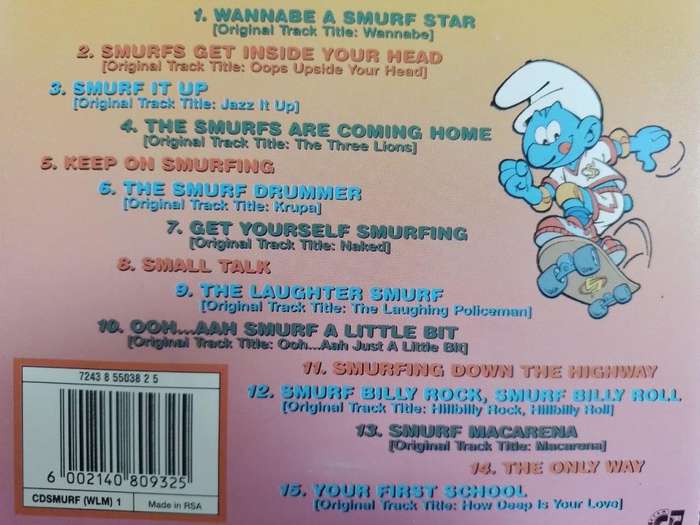 1. WANNABE A SMURF STAR
[Original Track Title: Wannabe]
2. SMURFS GET INSIDE YOUR HEAD
[Original Track Title: Oops Upside Your Head]
3. SMURF IT UP
[Original Track Title: Jazz It Up]
4. THE SMURFS ARE COMING HOME
[Original Track Title: The Three Lions]
5. KEEP ON SMURFING
6. THE SMURF DRUMMER
[Original Track Title: Krupa]
7. GET YOURSELF SMURFING
[Original Track Title: Naked]
8. SMALL TALK
9. THE LAUGHTER SMURF
[Original Track Title: The Laughing Policeman]
10. OOH...AAH SMURF A LITTLE BIT
[Original Track Title: Ooh...Aah Just A Little Bit]
11. SMURFING DOWN THE HIGHWAY
12. SMURF BILLY ROCK, SMURF BILLY ROLL
[Original Track Title: Hillbilly Rock, Hillbilly Roll]
13. SMURF MACARENA
[Original Track Title: Macarena]
14. THE ONLY WAY
15. YOUR FIRST SCHOOL
[Original Track Title: How Deep Is Your Love]
7243 8 55038 2 5
6 002140 809325
CDSMURF (WLM) 1
Made in RSA